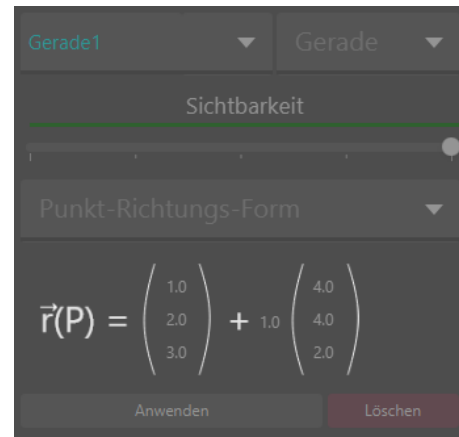 Gerade1 Gerade
Sichtbarkeit
Punkt-Richtungs-Form
r⃗(P) = (1.0 2.0 3.0) + 1.0 (4.0 4.0 2.0)
Anwenden Löschen